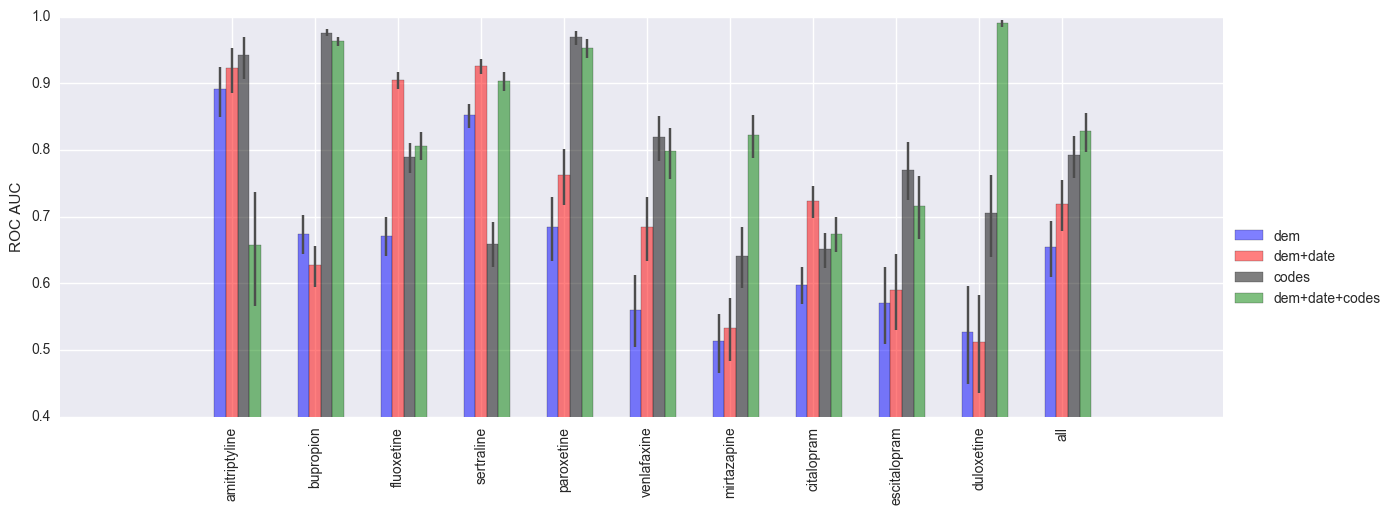 1.0
0.9
0.8
0.7
0.6
0.5
0.4
ROC AUC
amitriptyline
bupropion
fluoxetine
sertraline
paroxetine
venlafaxine
mirtazapine
citalopram
escitalopram
duloxetine
all
dem
dem+date
codes
dem+date+codes